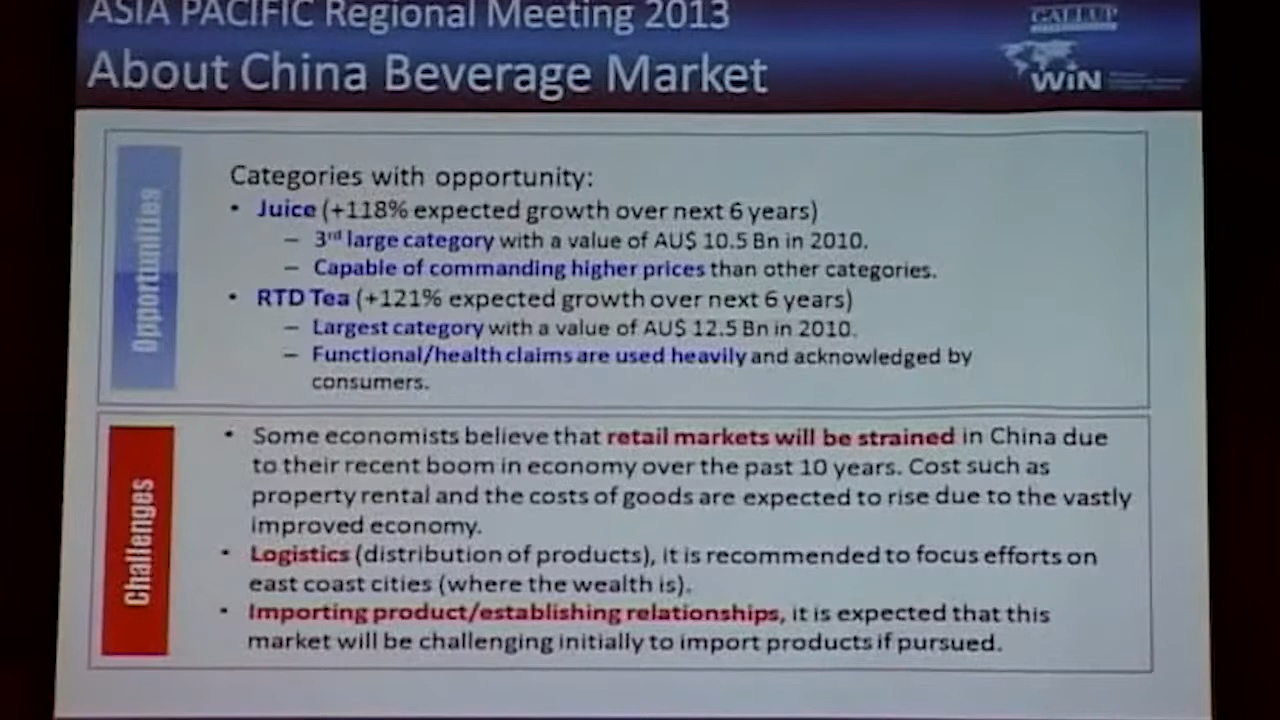 ASIA PACIFIC Regional Meeting 2013
GALLUP
About China Beverage Market
WIN
Opportunities
Categories with opportunity:
• Juice (+118% expected growth over next 6 years)
– 3rd large category with a value of AU$ 10.5 Bn in 2010.
– Capable of commanding higher prices than other categories.
• RTD Tea (+121% expected growth over next 6 years)
– Largest category with a value of AU$ 12.5 Bn in 2010.
– Functional/health claims are used heavily and acknowledged by
consumers.
Challenges
• Some economists believe that retail markets will be strained in China due
to their recent boom in economy over the past 10 years. Cost such as
property rental and the costs of goods are expected to rise due to the vastly
improved economy.
• Logistics (distribution of products), it is recommended to focus efforts on
east coast cities (where the wealth is).
• Importing product/establishing relationships, it is expected that this
market will be challenging initially to import products if pursued.